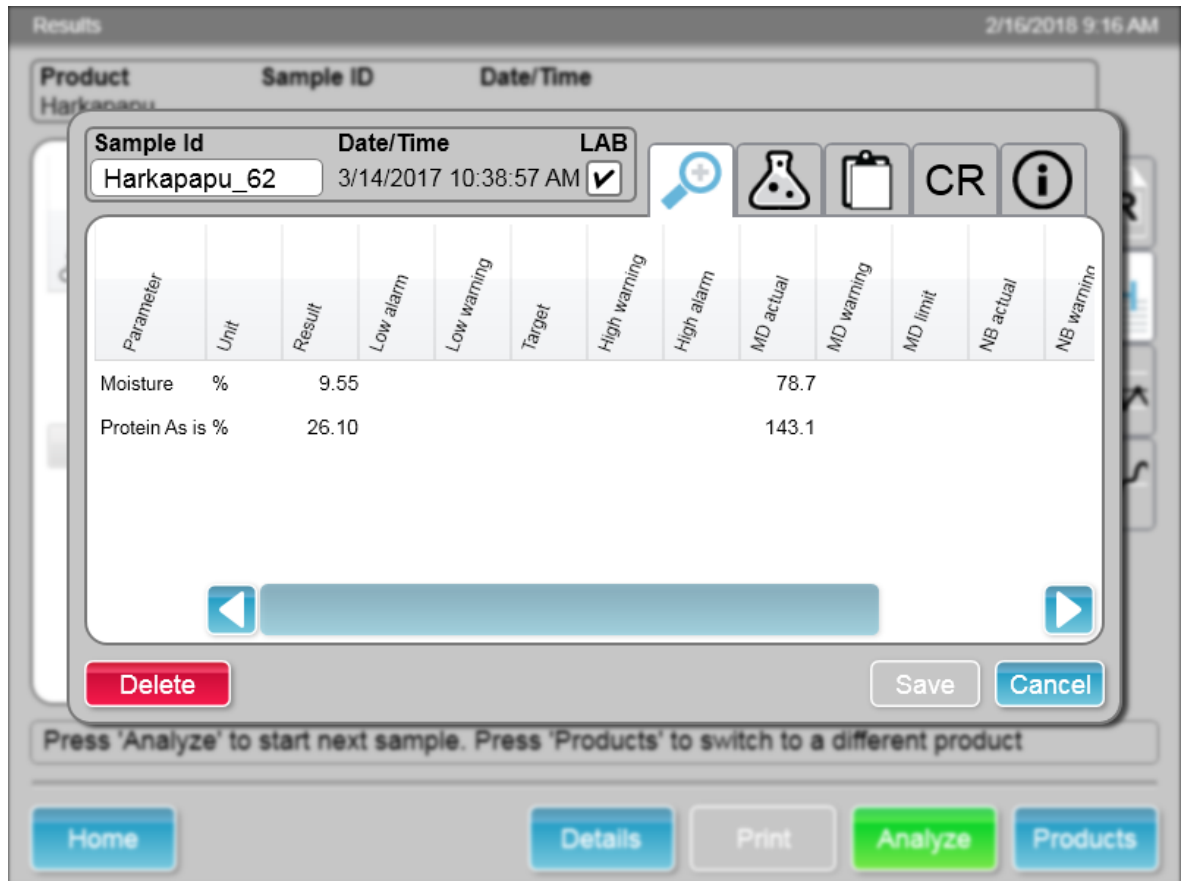 Results 2/16/2018 9:16 AM
Product Sample ID Date/Time
Harkapapu
Sample Id Date/Time LAB
Harkapapu_62 3/14/2017 10:38:57 AM
CR
Parameter Unit Result Low alarm Low warning Target High warning High alarm MD actual MD warning MD limit NB actual NB warning
Moisture % 9.55 78.7
Protein As is % 26.10 143.1
Delete Save Cancel
Press 'Analyze' to start next sample. Press 'Products' to switch to a different product
Home Details Print Analyze Products